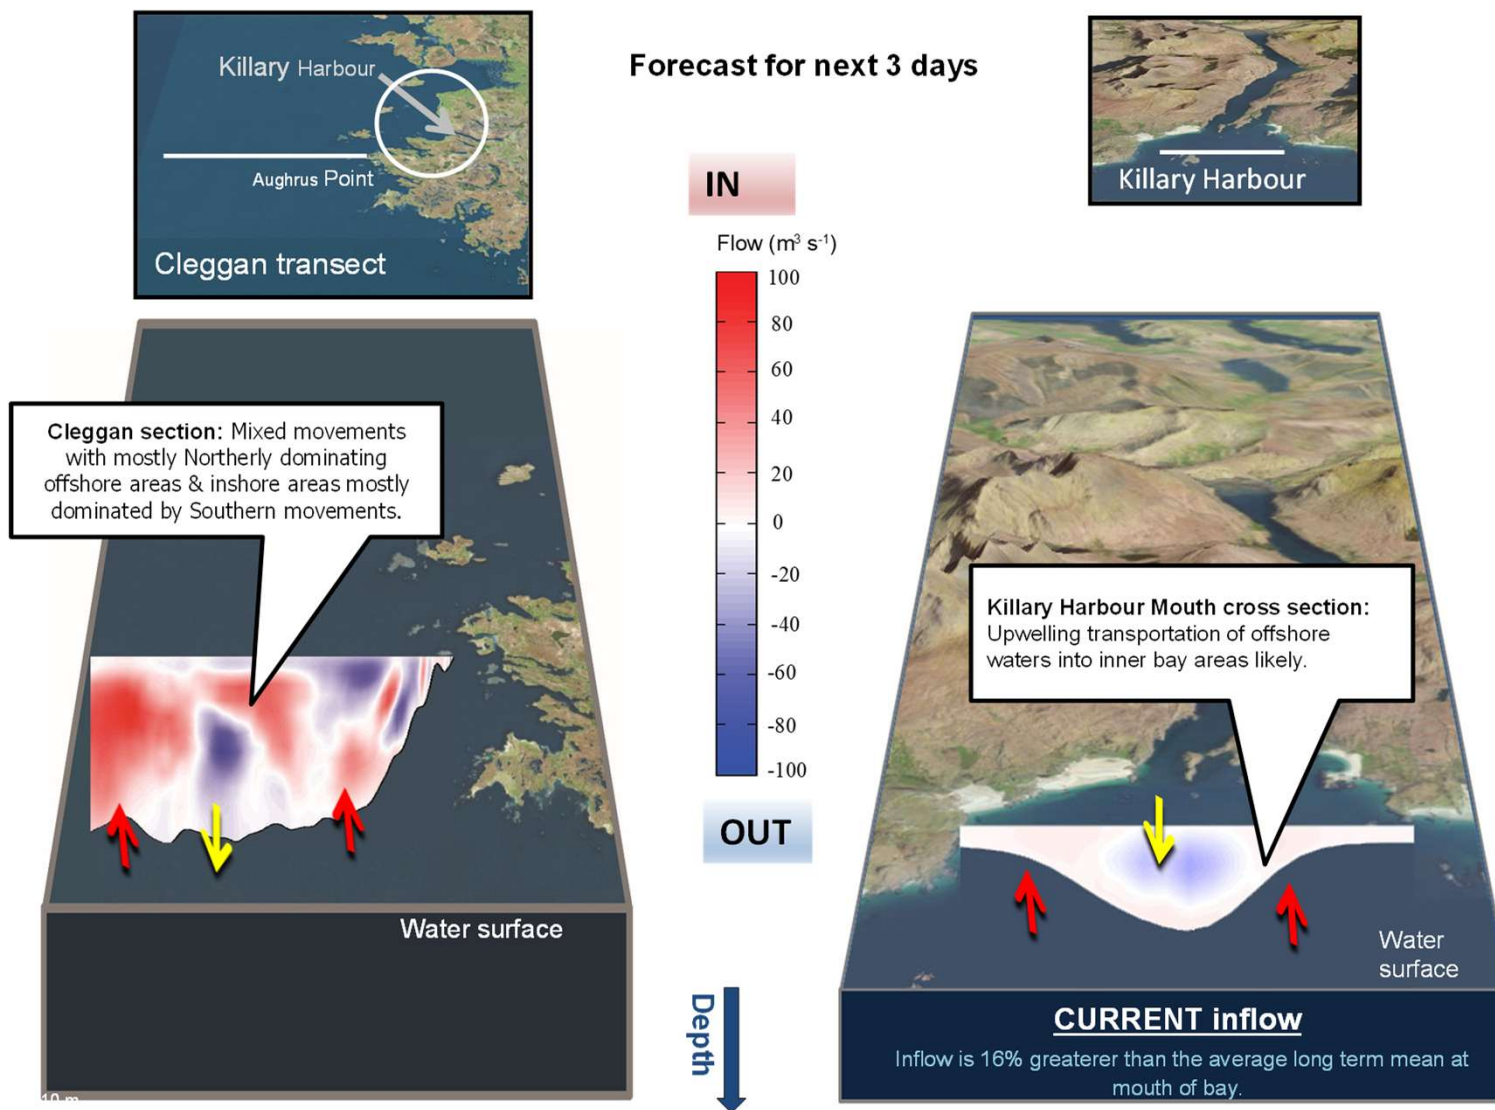 Forecast for next 3 days
Killary Harbour
Aughrus Point
Cleggan transect
Killary Harbour
IN
Flow (m³ s⁻¹)
100
80
60
40
20
0
-20
-40
-60
-80
-100
OUT
Cleggan section: Mixed movements
with mostly Northerly dominating
offshore areas & inshore areas mostly
dominated by Southern movements.
Water surface
10 m
Depth
Killary Harbour Mouth cross section:
Upwelling transportation of offshore
waters into inner bay areas likely.
Water
surface
CURRENT inflow
Inflow is 16% greaterer than the average long term mean at
mouth of bay.